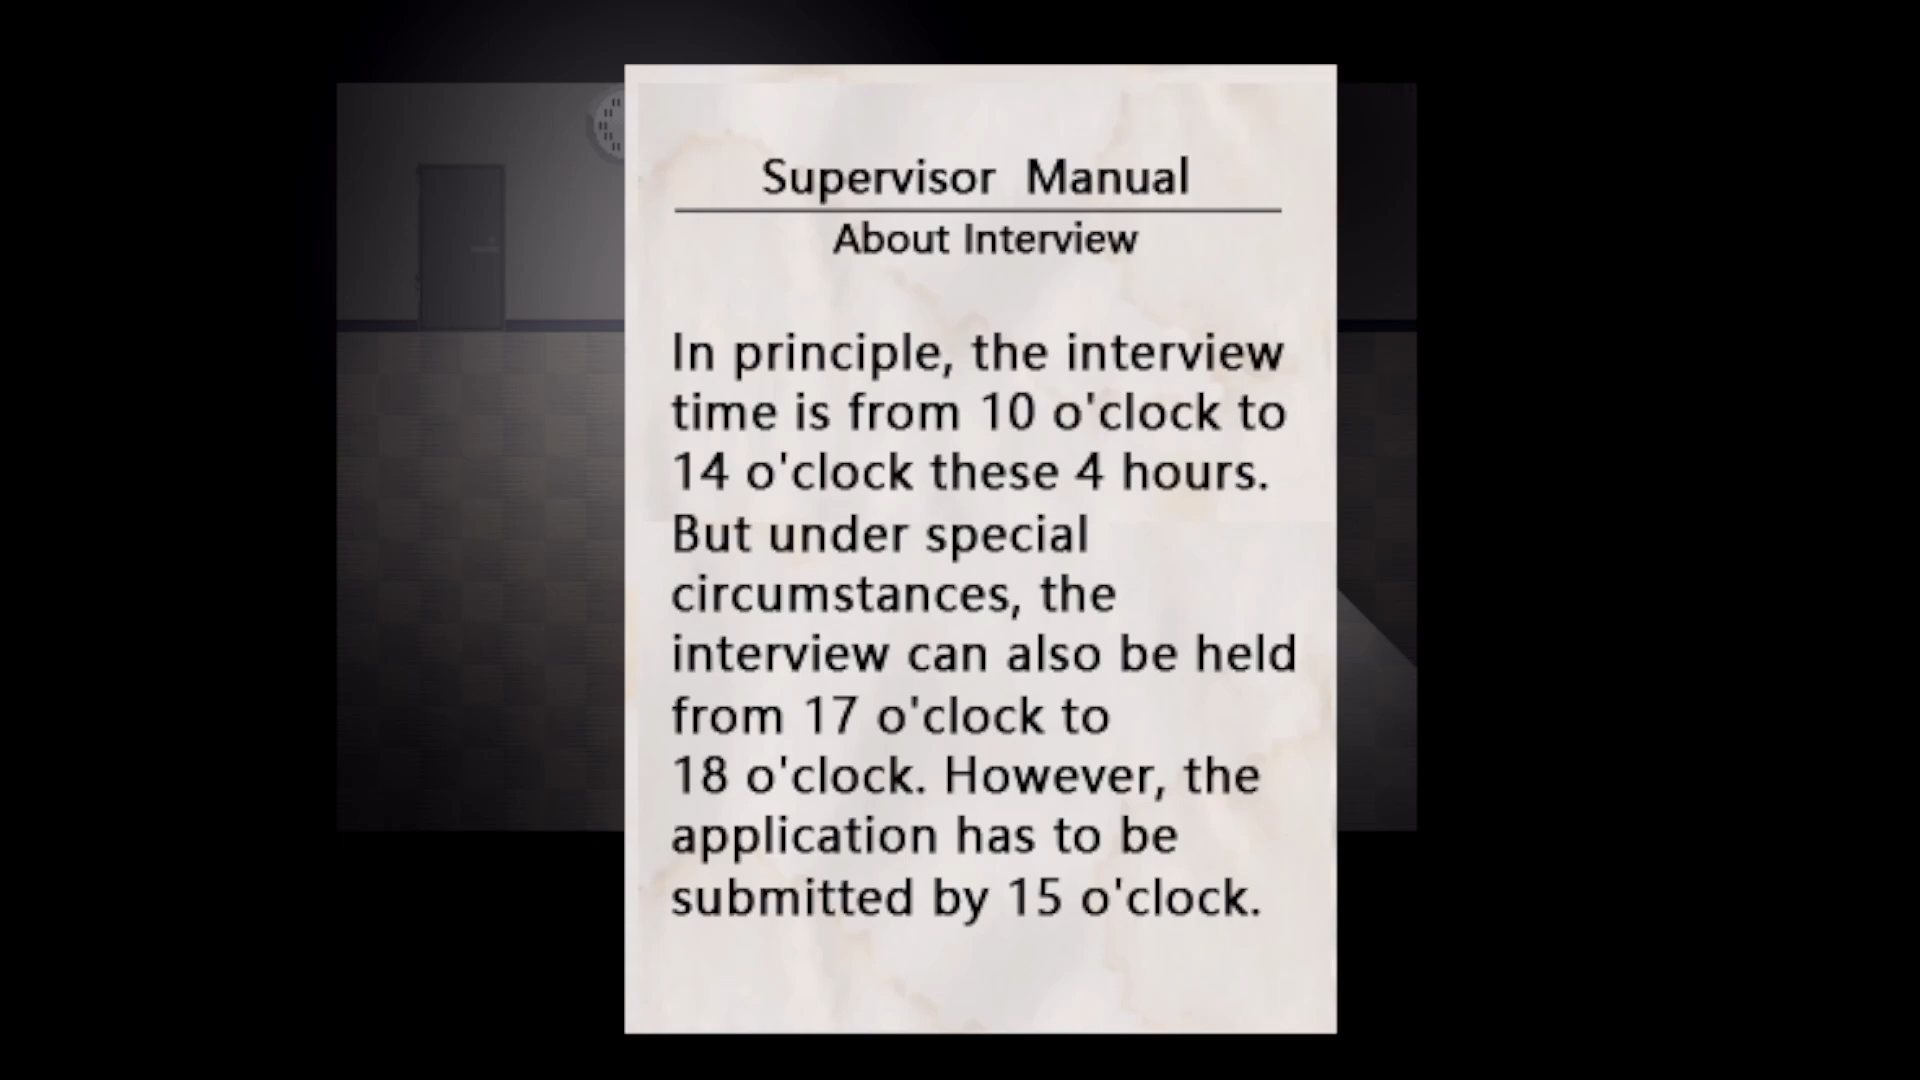 Supervisor Manual
About Interview
In principle, the interview
time is from 10 o'clock to
14 o'clock these 4 hours.
But under special
circumstances, the
interview can also be held
from 17 o'clock to
18 o'clock. However, the
application has to be
submitted by 15 o'clock.